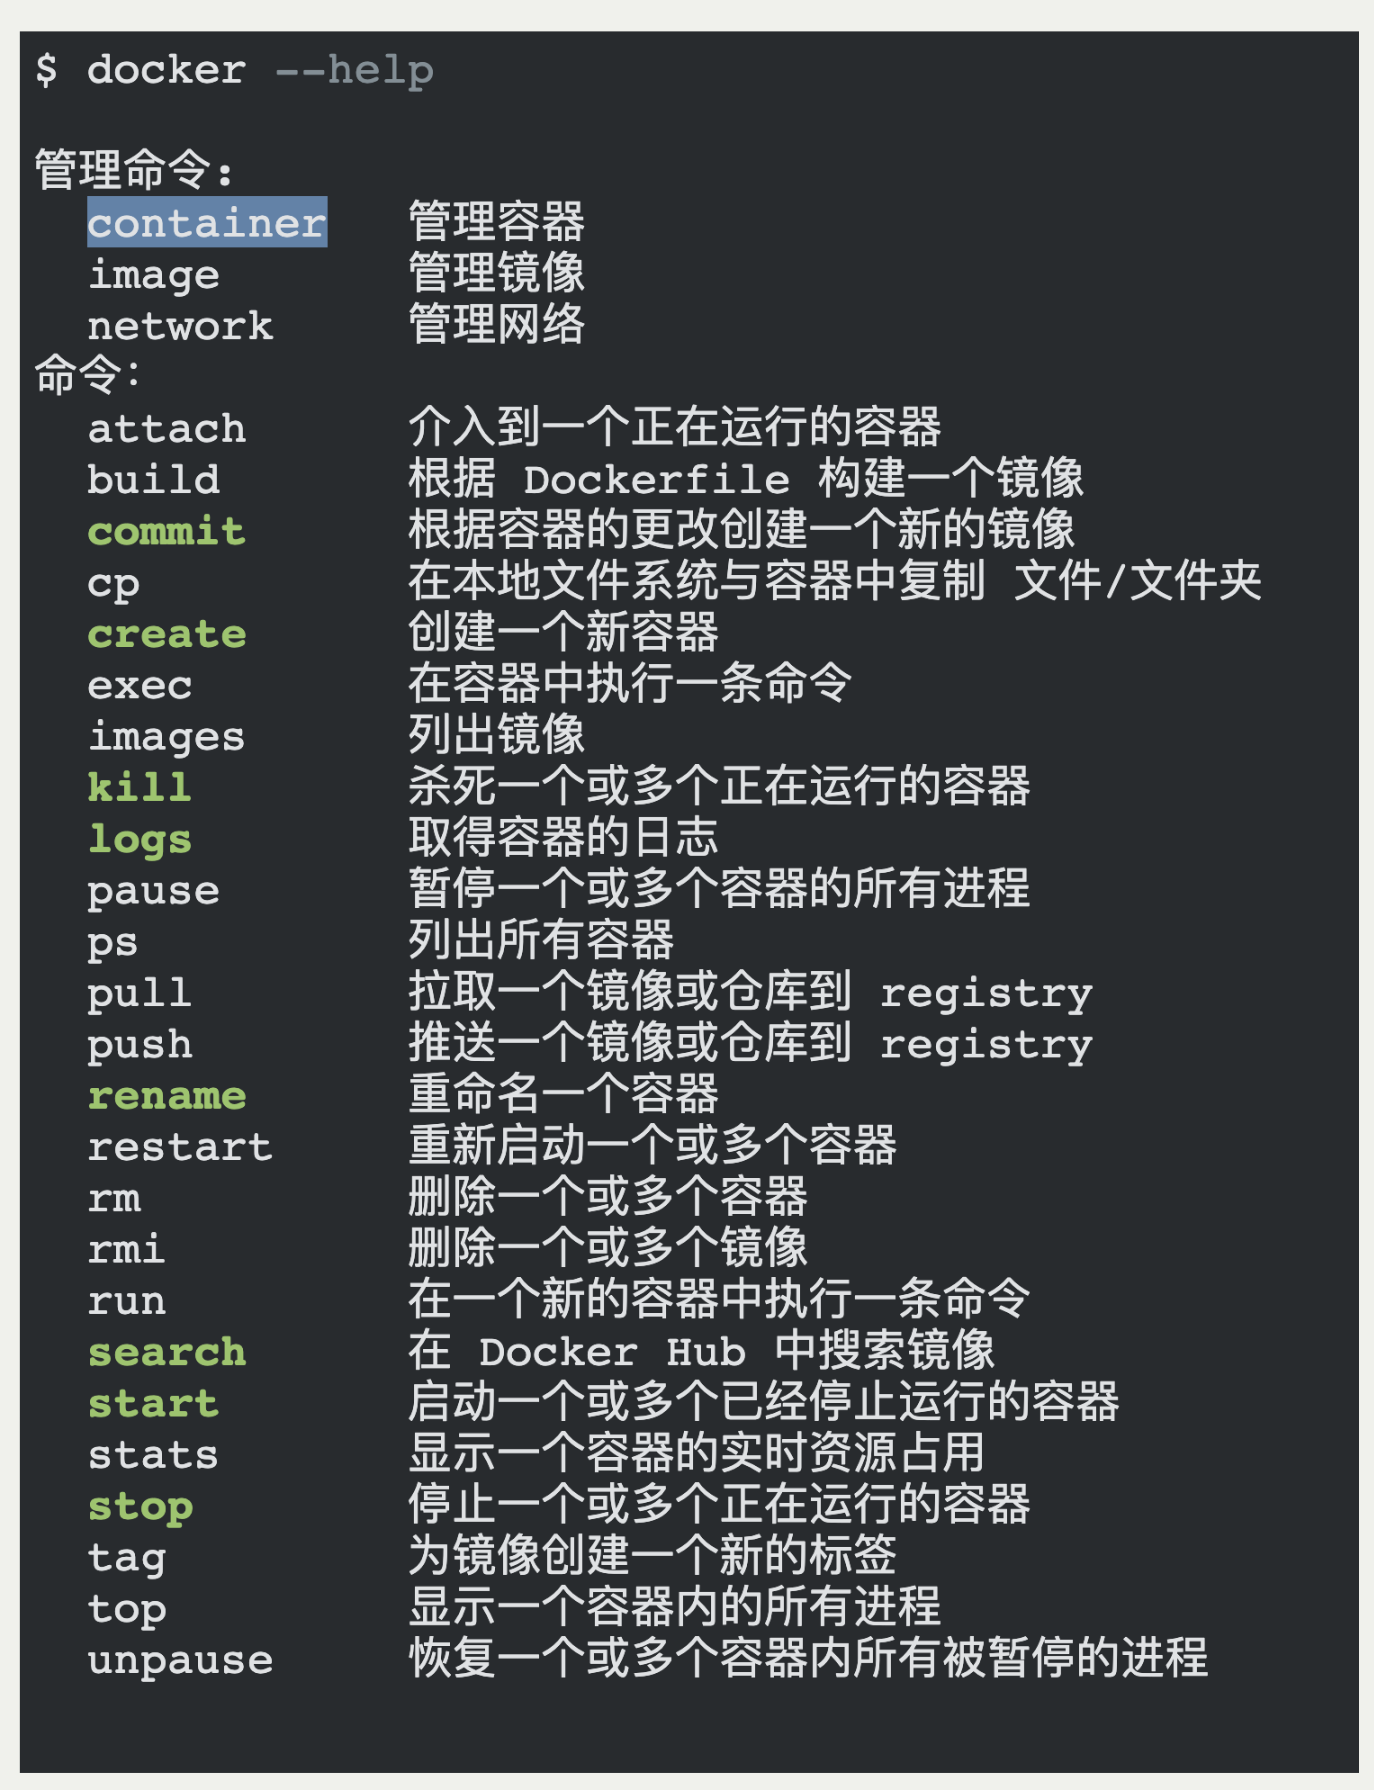 $ docker --help
管理命令:
container 管理容器
image 管理镜像
network 管理网络
命令：
attach 介入到一个正在运行的容器
build 根据 Dockerfile 构建一个镜像
commit 根据容器的更改创建一个新的镜像
cp 在本地文件系统与容器中复制 文件/文件夹
create 创建一个新容器
exec 在容器中执行一条命令
images 列出镜像
kill 杀死一个或多个正在运行的容器
logs 取得容器的日志
pause 暂停一个或多个容器的所有进程
ps 列出所有容器
pull 拉取一个镜像或仓库到 registry
push 推送一个镜像或仓库到 registry
rename 重命名一个容器
restart 重新启动一个或多个容器
rm 删除一个或多个容器
rmi 删除一个或多个镜像
run 在一个新的容器中执行一条命令
search 在 Docker Hub 中搜索镜像
start 启动一个或多个已经停止运行的容器
stats 显示一个容器的实时资源占用
stop 停止一个或多个正在运行的容器
tag 为镜像创建一个新的标签
top 显示一个容器内的所有进程
unpause 恢复一个或多个容器内所有被暂停的进程